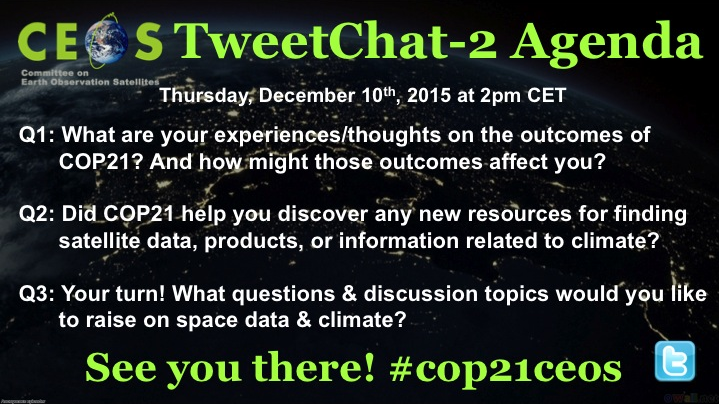 CEOS TweetChat-2 Agenda
Committee on
Earth Observation Satellites
Thursday, December 10th, 2015 at 2pm CET
Q1: What are your experiences/thoughts on the outcomes of
COP21? And how might those outcomes affect you?
Q2: Did COP21 help you discover any new resources for finding
satellite data, products, or information related to climate?
Q3: Your turn! What questions & discussion topics would you like
to raise on space data & climate?
See you there! #cop21ceos